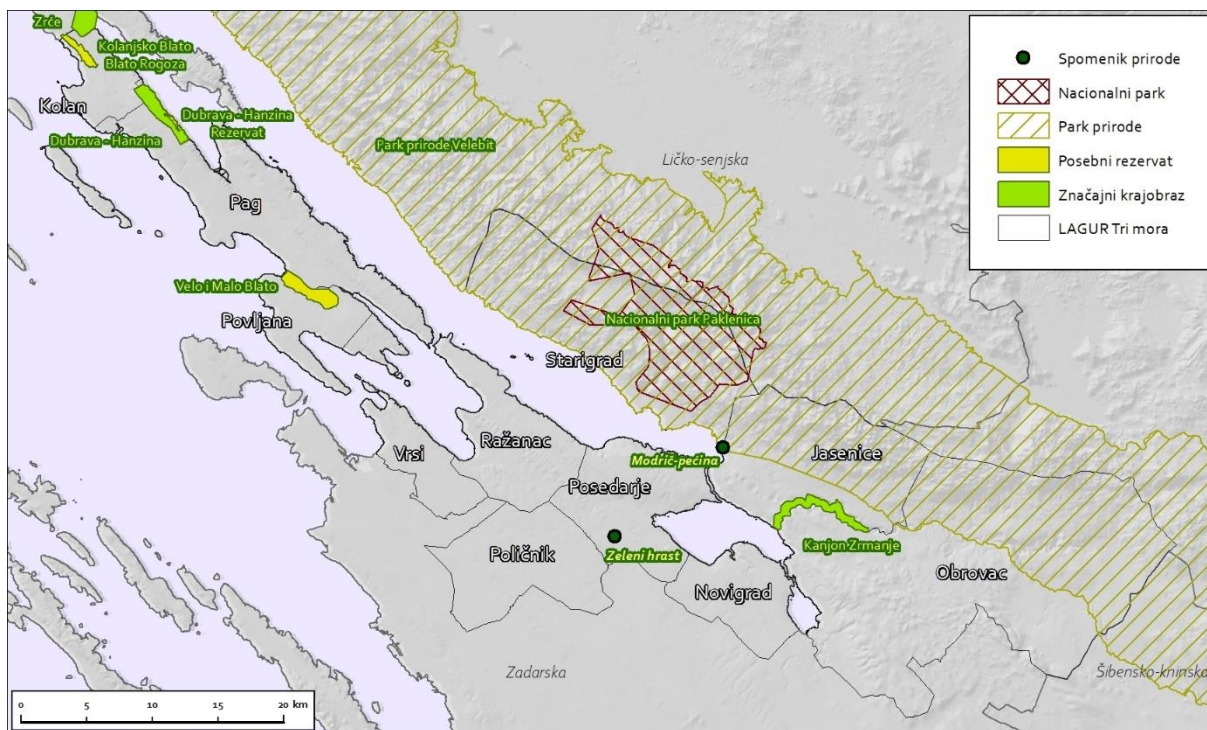 Zrće
Kolanjsko Blato
Blato Rogoza
Kolan
Dubrava - Hanzina
Rezervat
Dubrava - Hanzina
Park prirode Velebit
Ličko-senjska
Pag
Velo i Malo Blato
Povljana
Nacionalni park Paklenica
Starigrad
Vrsi
Ražanac
Modrič-pećina
Jasenice
Posedarje
Poličnik
Zeleni hrast
Kanjon Zrmanje
Novigrad
Obrovac
Zadarska
Šibensko-kninska
Spomenik prirode
Nacionalni park
Park prirode
Posebni rezervat
Značajni krajobraz
LAGUR Tri mora
0 5 10 20 km